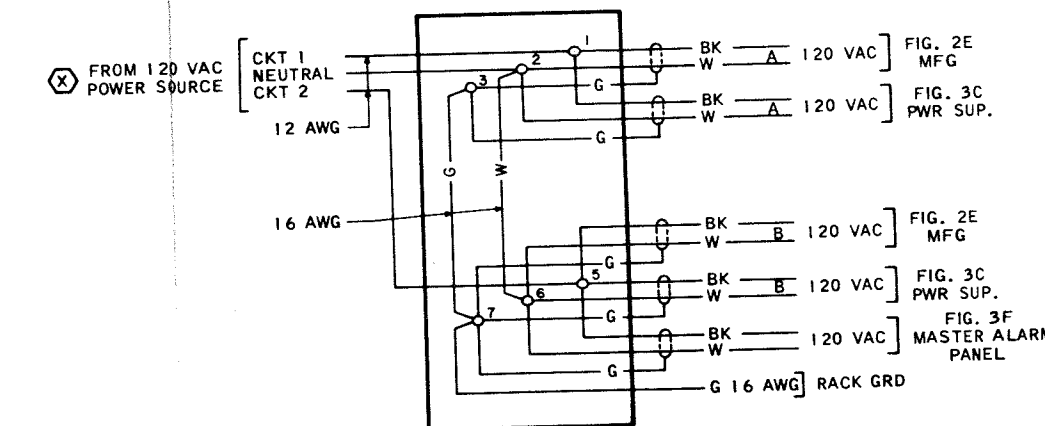 X
FROM 120 VAC
POWER SOURCE
CKT 1
NEUTRAL
CKT 2
12 AWG
16 AWG
1
2
3
G
W
G
G
BK
W
A
120 VAC
FIG. 2E
MFG
BK
W
A
120 VAC
FIG. 3C
PWR SUP.
5
6
7
G
G
G
BK
W
B
120 VAC
FIG. 2E
MFG
BK
W
B
120 VAC
FIG. 3C
PWR SUP.
BK
W
120 VAC
FIG. 3F
MASTER ALARM
PANEL
G 16 AWG
RACK GRD